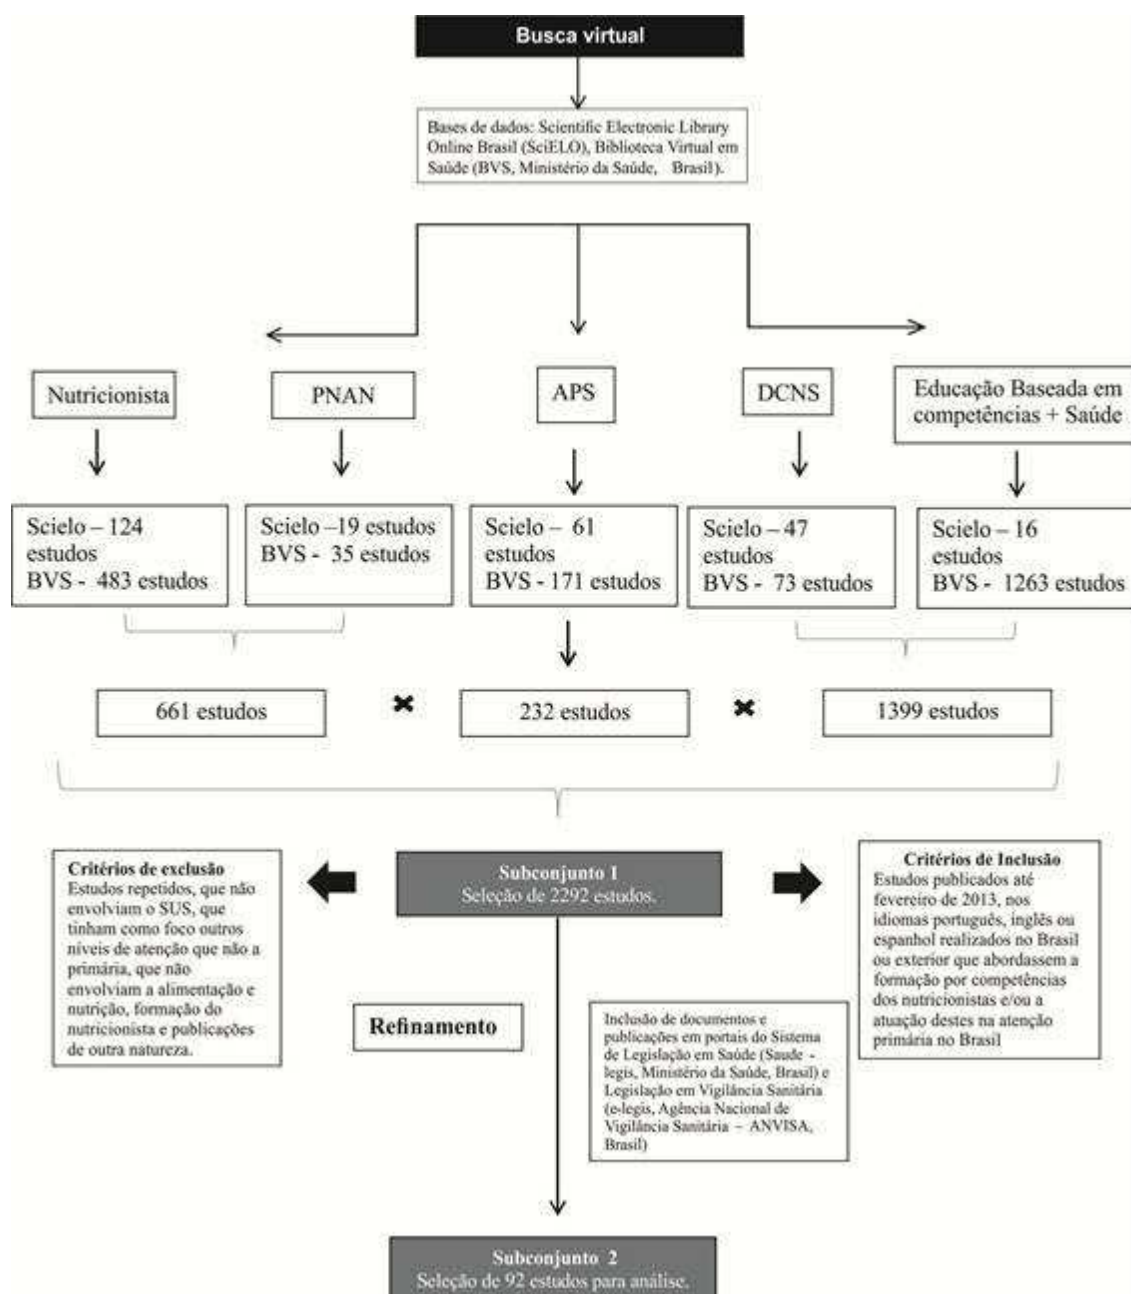 Busca virtual
Bases de dados: Scientific Electronic Library
Online Brasil (SciELO), Biblioteca Virtual em
Saúde (BVS, Ministério da Saúde, Brasil).
Nutricionista
PNAN
APS
DCNS
Educação Baseada em
competências + Saúde
Scielo – 124
estudos
BVS - 483 estudos
Scielo –19 estudos
BVS - 35 estudos
Scielo – 61
estudos
BVS - 171 estudos
Scielo – 47
estudos
BVS - 73 estudos
Scielo – 16
estudos
BVS - 1263 estudos
661 estudos
232 estudos
1399 estudos
Critérios de exclusão
Estudos repetidos, que não
envolviam o SUS, que
tinham como foco outros
níveis de atenção que não a
primária, que não
envolviam a alimentação e
nutrição, formação do
nutricionista e publicações
de outra natureza.
Subconjunto 1
Seleção de 2292 estudos.
Critérios de Inclusão
Estudos publicados até
fevereiro de 2013, nos
idiomas português, inglês ou
espanhol realizados no Brasil
ou exterior que abordassem a
formação por competências
dos nutricionistas e/ou a
atuação destes na atenção
primária no Brasil
Refinamento
Inclusão de documentos e
publicações em portais do Sistema
de Legislação em Saúde (Saude -
legis, Ministério da Saúde, Brasil) e
Legislação em Vigilância Sanitária
(e-legis, Agência Nacional de
Vigilância Sanitária – ANVISA,
Brasil)
Subconjunto 2
Seleção de 92 estudos para análise.